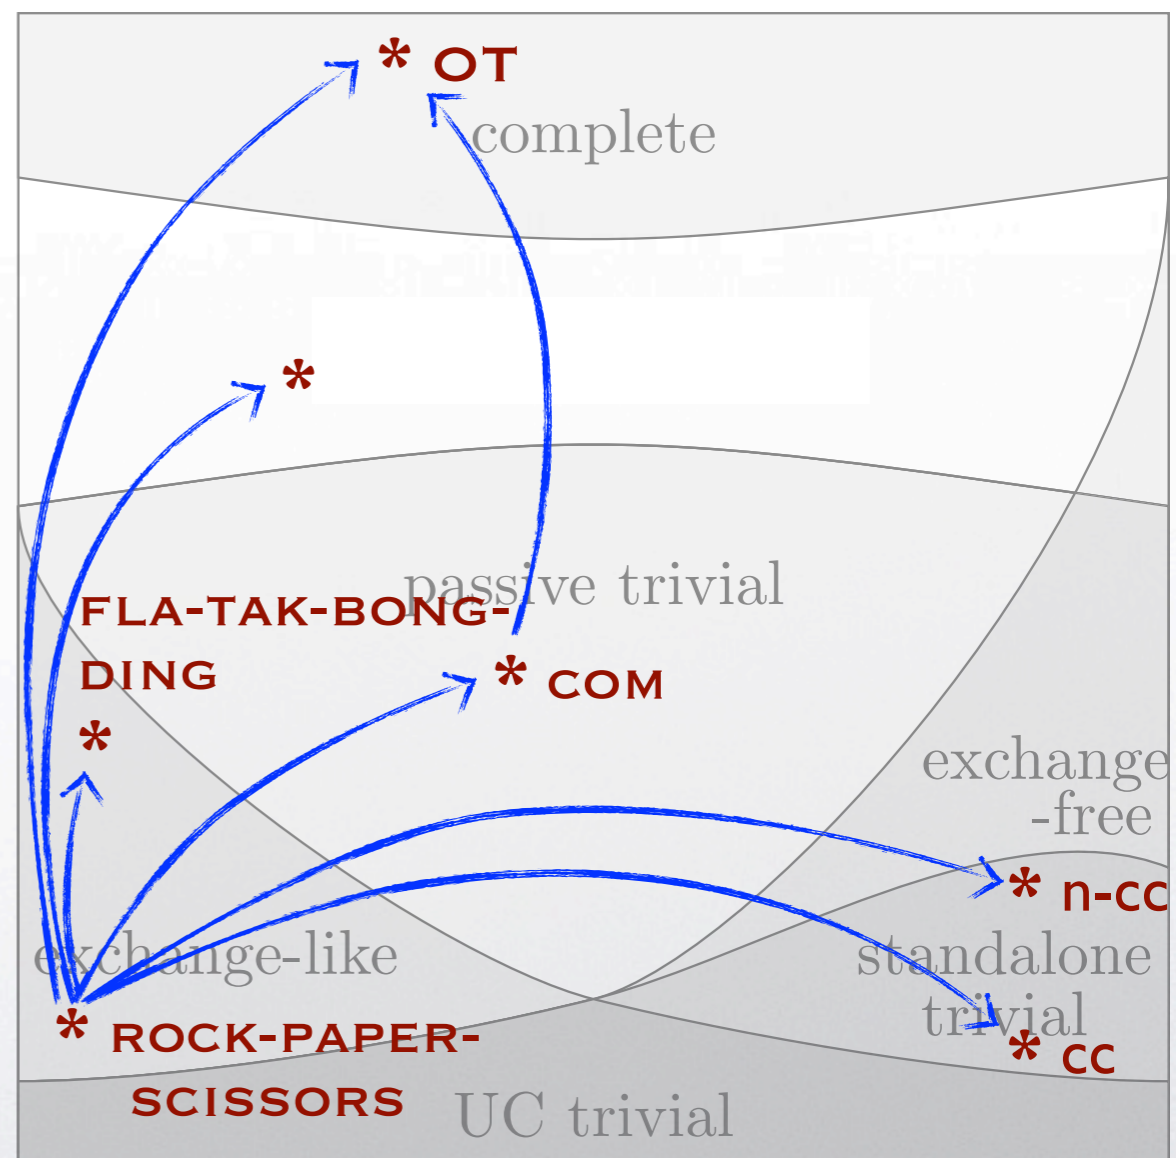 * OT
complete
*
passive trivial
FLA-TAK-BONG-
DING
* COM
*
exchange
-free
* n-cc
exchange-like
standalone
trivial
* ROCK-PAPER-
SCISSORS
* cc
UC trivial